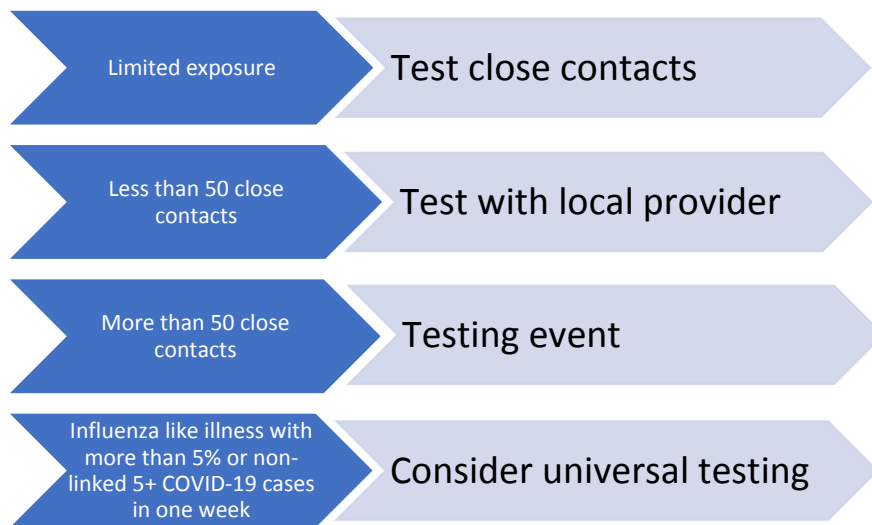 Limited exposure
Test close contacts
Less than 50 close
contacts
Test with local provider
More than 50 close
contacts
Testing event
Influenza like illness with
more than 5% or non-
linked 5+ COVID-19 cases
in one week
Consider universal testing